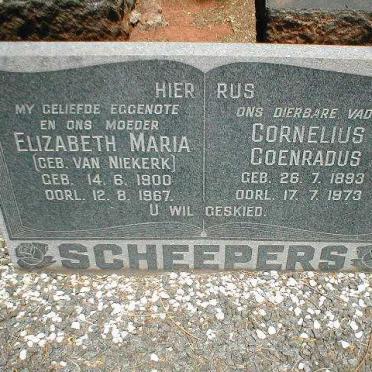 HIER RUS
MY GELIEFDE EGGENOTE
EN ONS MOEDER
ELIZABETH MARIA
(GEB. VAN NIEKERK)
GEB. 14.6.1900
OORL. 12.8.1967.
ONS DIERBARE VAD
CORNELIUS
COENRADUS
GEB. 26.7.1893
OORL. 17.7.1973
U WIL GESKIED.
SCHEEPERS